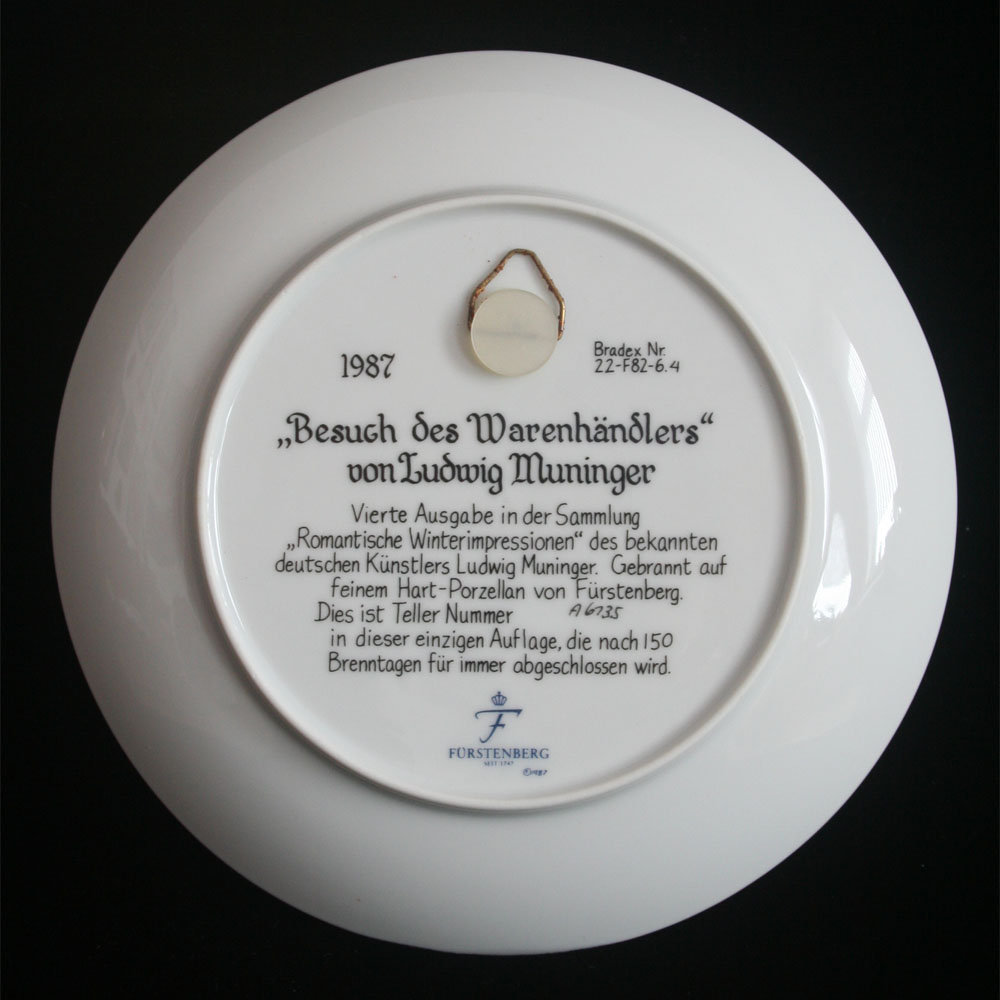 1987
Bradex Nr.
22-F82-6.4
„Besuch des Warenhändlers“
von Ludwig Muninger
Vierte Ausgabe in der Sammlung
„Romantische Winterimpressionen“ des bekannten
deutschen Künstlers Ludwig Muninger. Gebrannt auf
feinem Hart-Porzellan von Fürstenberg.
Dies ist Teller Nummer A6735
in dieser einzigen Auflage, die nach 150
Brenntagen für immer abgeschlossen wird.
F
FÜRSTENBERG
SEIT 1747
©1987